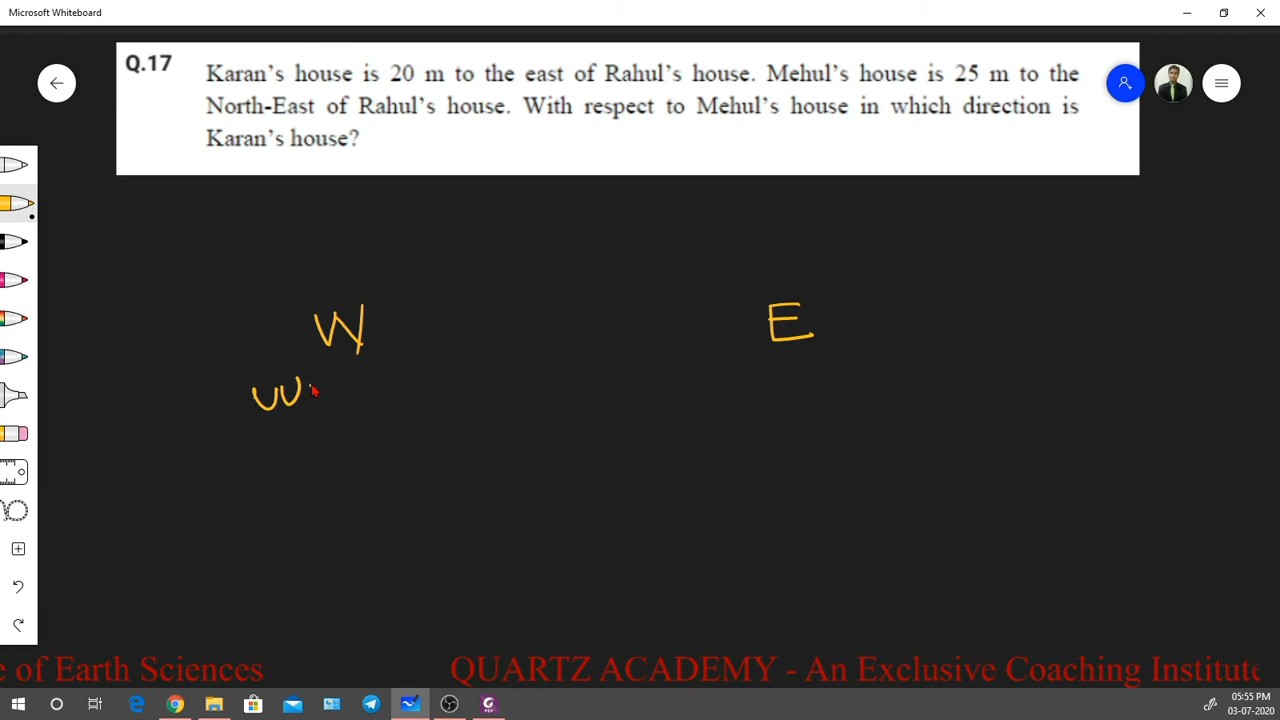 Microsoft Whiteboard
Q.17
Karan's house is 20 m to the east of Rahul's house. Mehul's house is 25 m to the
North-East of Rahul's house. With respect to Mehul's house in which direction is
Karan's house?
W E
e of Earth Sciences QUARTZ ACADEMY - An Exclusive Coaching Institute
05:55 PM
03-07-2020